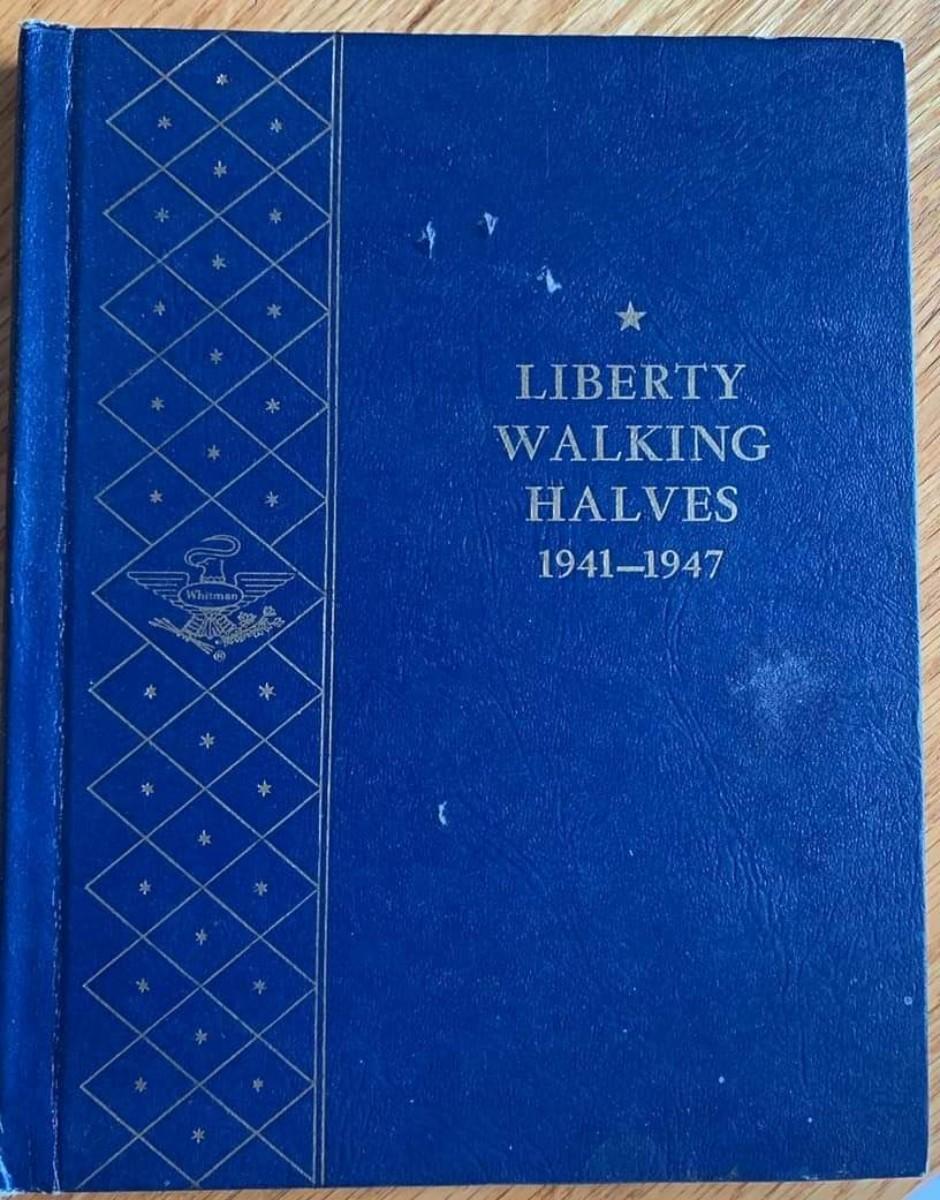 LIBERTY
WALKING
HALVES
1941—1947
Whitman
®